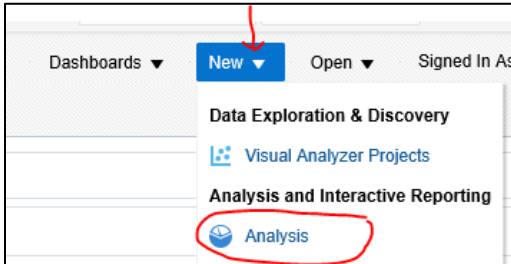 Dashboards ▼ New ▼ Open ▼ Signed In As
Data Exploration & Discovery
Visual Analyzer Projects
Analysis and Interactive Reporting
Analysis